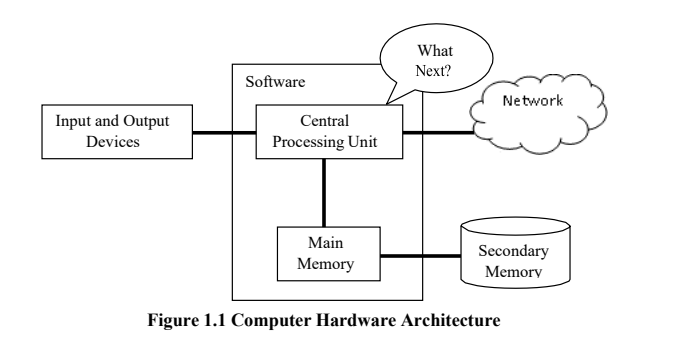 What
Next?
Software
Network
Input and Output
Devices
Central
Processing Unit
Main
Memory
Secondary
Memory
Figure 1.1 Computer Hardware Architecture